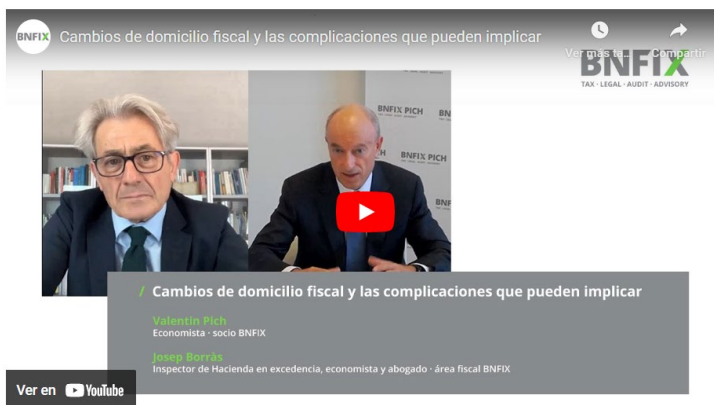 BNFIX
Cambios de domicilio fiscal y las complicaciones que pueden implicar
Ver más ta...
Compartir
BNFIX
TAX · LEGAL · AUDIT · ADVISORY
BNFIX PICH
BN
BNFIX PICH
/ Cambios de domicilio fiscal y las complicaciones que pueden implicar
Valentin Pich
Economista · socio BNFIX
Josep Borràs
Inspector de Hacienda en excedencia, economista y abogado · área fiscal BNFIX
Ver en YouTube